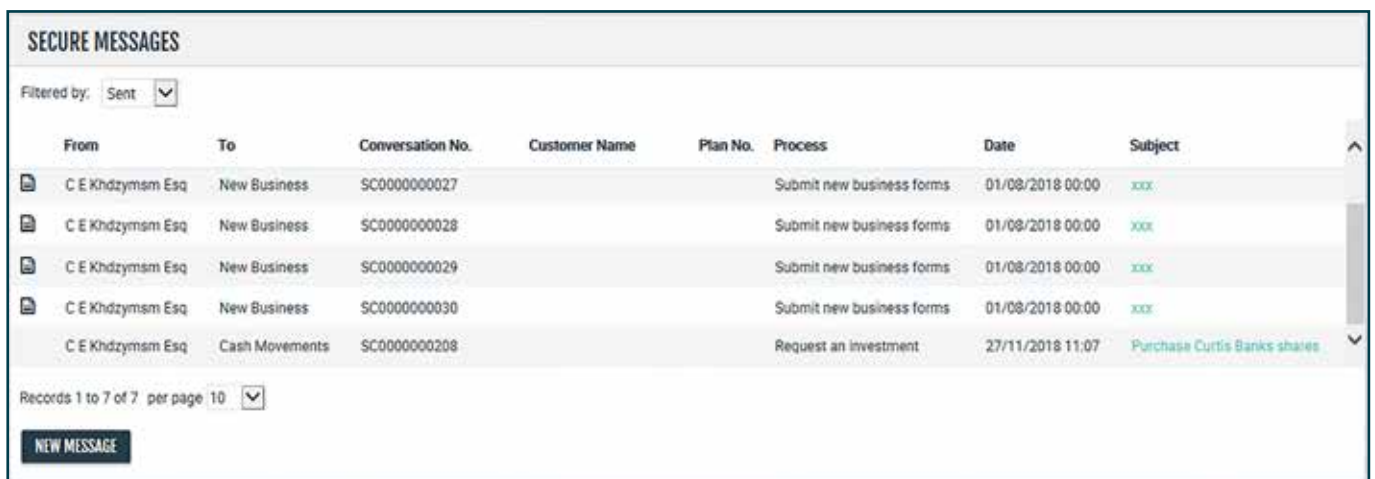 SECURE MESSAGES
Filtered by: Sent
From To Conversation No. Customer Name Plan No. Process Date Subject
C E Khdzymsm Esq New Business SC0000000027 Submit new business forms 01/08/2018 00:00 xxx
C E Khdzymsm Esq New Business SC0000000028 Submit new business forms 01/08/2018 00:00 xxx
C E Khdzymsm Esq New Business SC0000000029 Submit new business forms 01/08/2018 00:00 xxx
C E Khdzymsm Esq New Business SC0000000030 Submit new business forms 01/08/2018 00:00 xxx
C E Khdzymsm Esq Cash Movements SC0000000208 Request an investment 27/11/2018 11:07 Purchase Curtis Banks shares
Records 1 to 7 of 7 per page 10
NEW MESSAGE